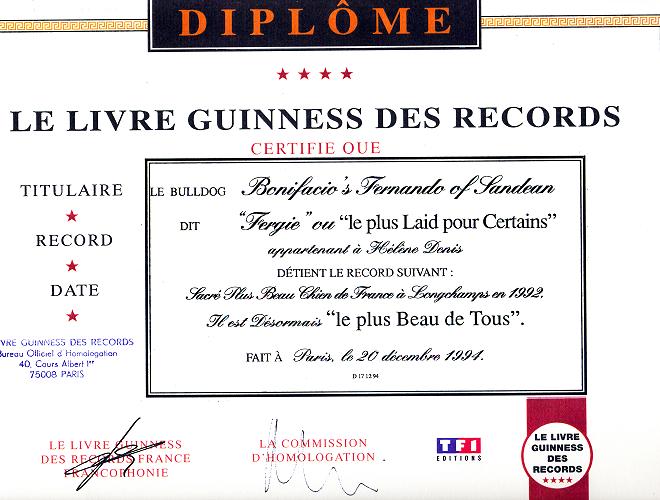 DIPLÔME
★ ★ ★ ★
LE LIVRE GUINNESS DES RECORDS
CERTIFIE QUE
TITULAIRE
★
RECORD
★
DATE
★
LE BULLDOG Bonifacio's Fernando of Sandean
DIT "Fergie" ou "le plus Laid pour Certains"
appartenant à Hélène Denis
DÉTIENT LE RECORD SUIVANT :
Sacré Plus Beau Chien de France à Longchamps en 1992.
Il est Désormais "le plus Beau de Tous".
FAIT À Paris, le 20 décembre 1994.
D 17 12 94
VRE GUINNESS DES RECORDS
Bureau Officiel d'Homologation
40, Cours Albert Ier
75008 PARIS
LE LIVRE GUINNESS
DES RECORDS FRANCE
FRANCOPHONIE
LA COMMISSION
D'HOMOLOGATION
TF1
EDITIONS
LE LIVRE
GUINNESS
DES
RECORDS
★★★★